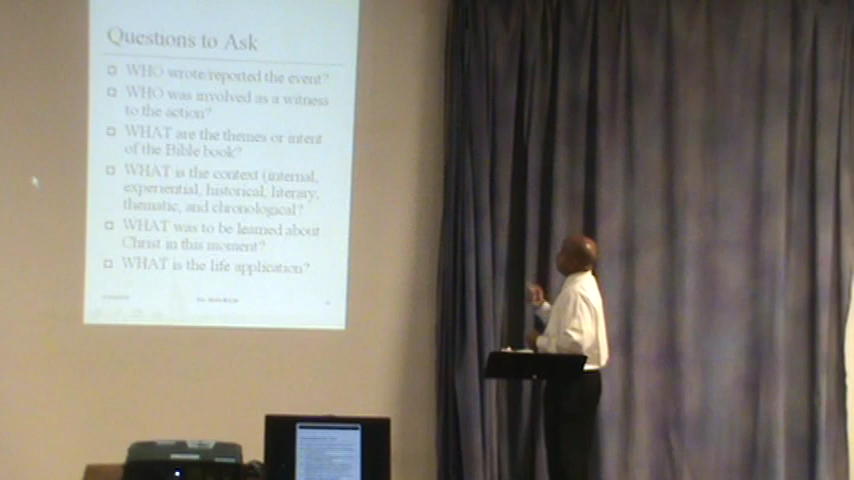 Questions to Ask
WHO wrote/reported the event?
WHO was involved as a witness
to the action?
WHAT are the themes or intent
of the Bible book?
WHAT is the context (internal,
experiential, historical, literary,
thematic, and chronological?
WHAT was to be learned about
Christ in this moment?
WHAT is the life application?